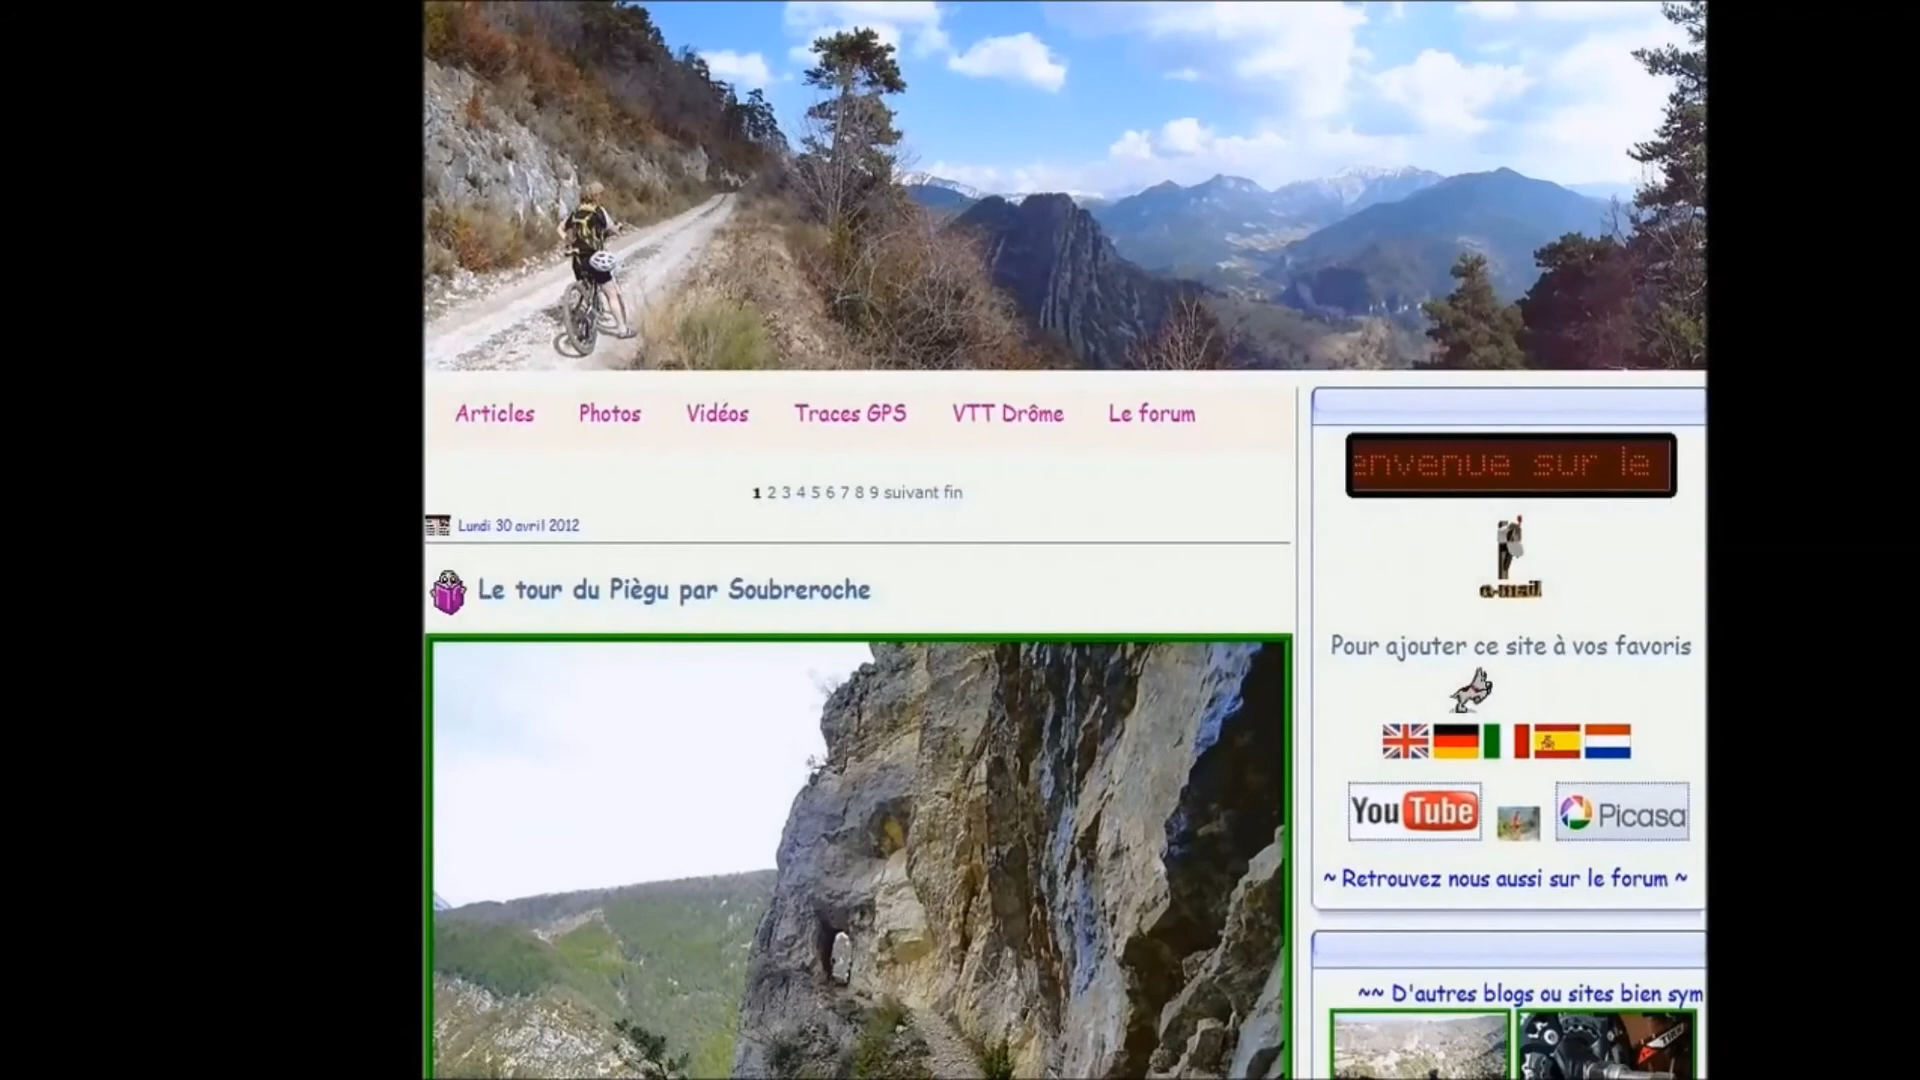 Articles Photos Vidéos Traces GPS VTT Drôme Le forum
1 2 3 4 5 6 7 8 9 suivant fin
Lundi 30 avril 2012
Le tour du Piègu par Soubreroche
envenue sur le
e-mail
Pour ajouter ce site à vos favoris
YouTube
Picasa
~ Retrouvez nous aussi sur le forum ~
~~ D'autres blogs ou sites bien sym